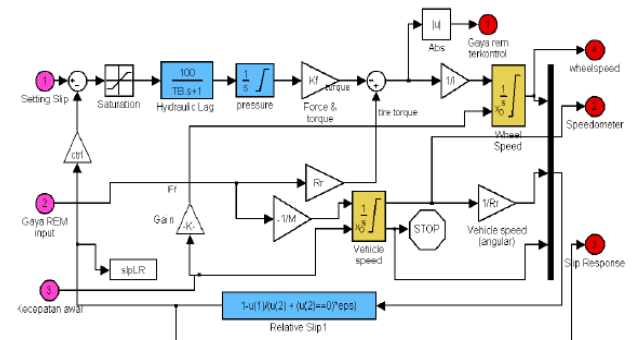 1
Setting Slip
Saturation
100
TB.s+1
Hydraulic Lag
1
s
pressure
Kf
Force &
torque
torque
|u|
Abs
1
Gaya rem
terkontrol
1/I
1
s
xo
Wheel
Speed
4
wheelspeed
2
Speedometer
tire torque
ctrl
2
Gaya REM
input
Ff
Rr
Gain
-K-
-1/M
1
s
xo
Vehicle
speed
STOP
1/Rr
Vehicle speed
(angular)
3
Slip Response
slpLR
3
Kecepatan awal
1-u(1)/(u(2) + (u(2)==0)*eps)
Relative Slip1